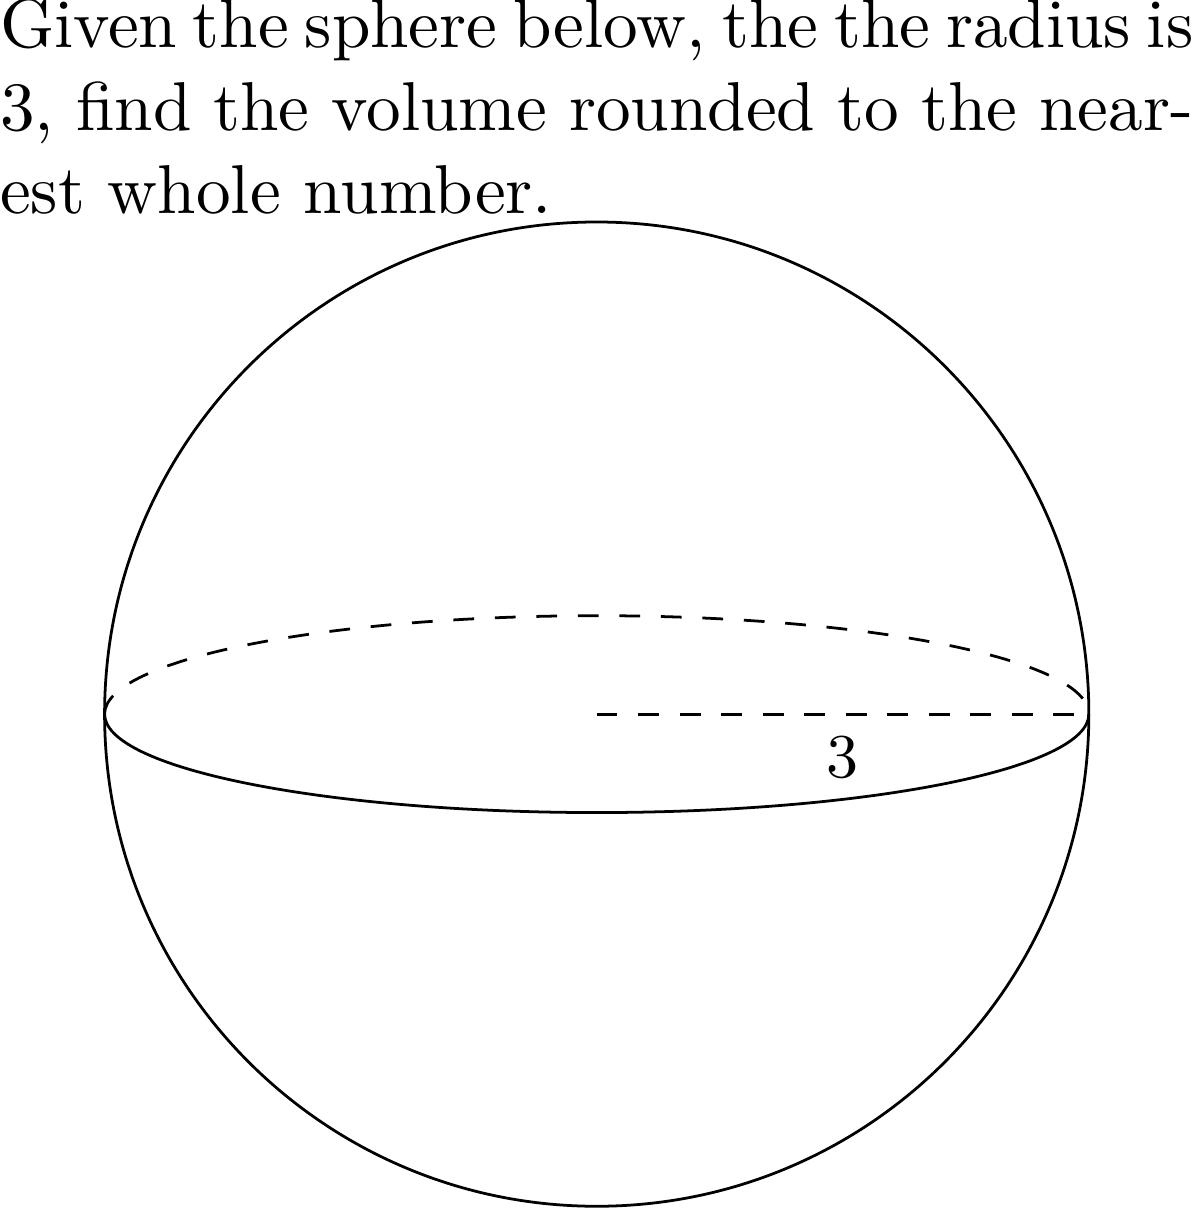 Given the sphere below, the the radius is
3, find the volume rounded to the near-
est whole number.
3